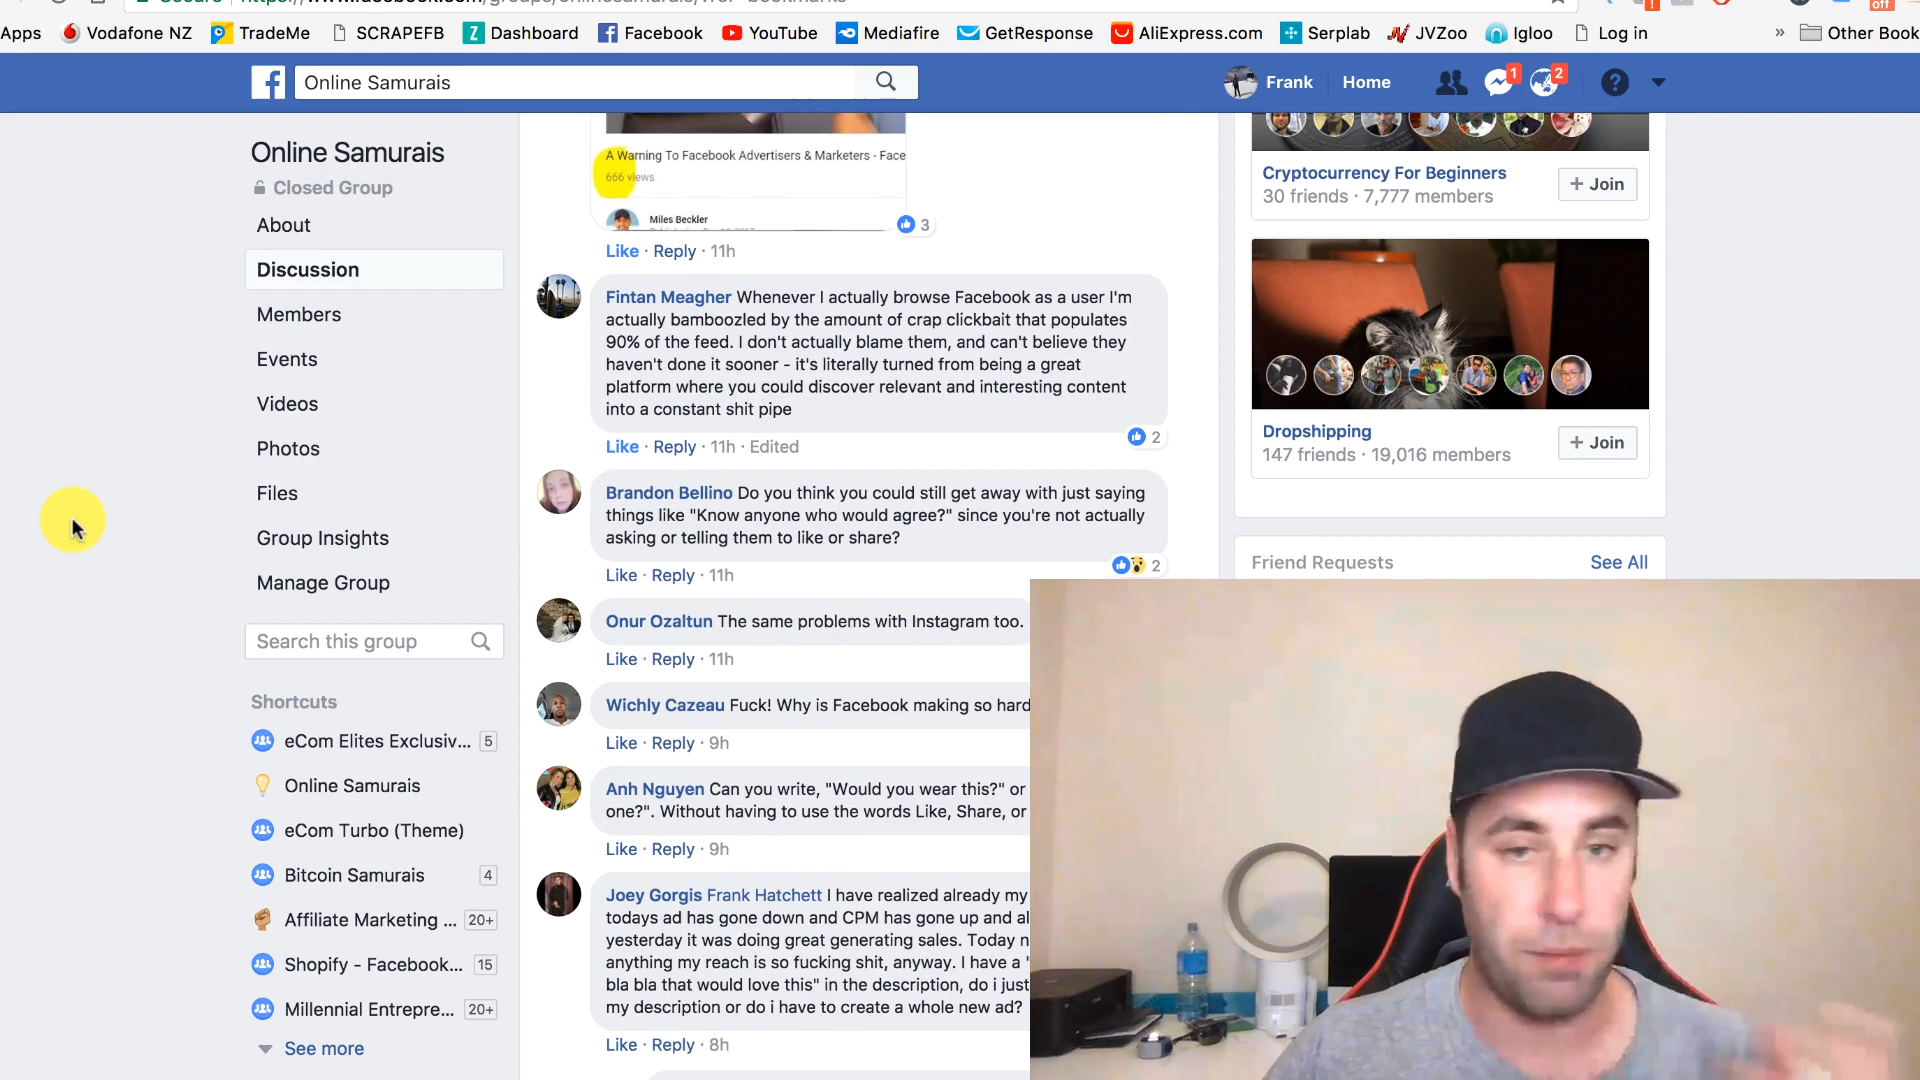 Apps
Vodafone NZ
TradeMe
SCRAPEFB
Z Dashboard
Facebook
YouTube
Mediafire
GetResponse
AliExpress.com
Serplab
JVZoo
Igloo
Log in
»
Other Book
off
Online Samurais
Frank
Home
1
2
Online Samurais
Closed Group
About
Discussion
Members
Events
Videos
Photos
Files
Group Insights
Manage Group
Search this group
Shortcuts
eCom Elites Exclusiv... 5
Online Samurais
eCom Turbo (Theme)
Bitcoin Samurais 4
Affiliate Marketing ... 20+
Shopify - Facebook... 15
Millennial Entrepre... 20+
See more
A Warning To Facebook Advertisers & Marketers - Face
666 views
Miles Beckler
3
Like · Reply · 11h
Fintan Meagher Whenever I actually browse Facebook as a user I'm
actually bamboozled by the amount of crap clickbait that populates
90% of the feed. I don't actually blame them, and can't believe they
haven't done it sooner - it's literally turned from being a great
platform where you could discover relevant and interesting content
into a constant shit pipe
2
Like · Reply · 11h · Edited
Brandon Bellino Do you think you could still get away with just saying
things like "Know anyone who would agree?" since you're not actually
asking or telling them to like or share?
2
Like · Reply · 11h
Onur Ozaltun The same problems with Instagram too.
Like · Reply · 11h
Wichly Cazeau Fuck! Why is Facebook making so hard
Like · Reply · 9h
Anh Nguyen Can you write, "Would you wear this?" or
one?". Without having to use the words Like, Share, or
Like · Reply · 9h
Joey Gorgis Frank Hatchett I have realized already my
todays ad has gone down and CPM has gone up and al
yesterday it was doing great generating sales. Today n
anything my reach is so fucking shit, anyway. I have a "
bla bla that would love this" in the description, do i just
my description or do i have to create a whole new ad?
Like · Reply · 8h
Cryptocurrency For Beginners
30 friends · 7,777 members
+ Join
Dropshipping
147 friends · 19,016 members
+ Join
Friend Requests
See All